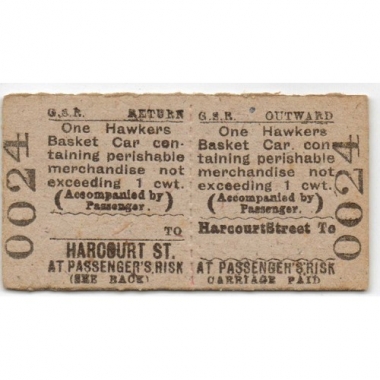 0024
G.S.R. RETURN
One Hawkers
Basket Car con-
taining perishable
merchandise not
exceeding 1 cwt.
(Accompanied by
Passenger.)
TO
HARCOURT ST.
AT PASSENGER'S RISK
(SEE BACK)
G.S.R. OUTWARD
One Hawkers
Basket Car con-
taining perishable
merchandise not
exceeding 1 cwt.
(Accompanied by
Passenger.)
Harcourt Street To
AT PASSENGER'S RISK
CARRIAGE PAID
0024